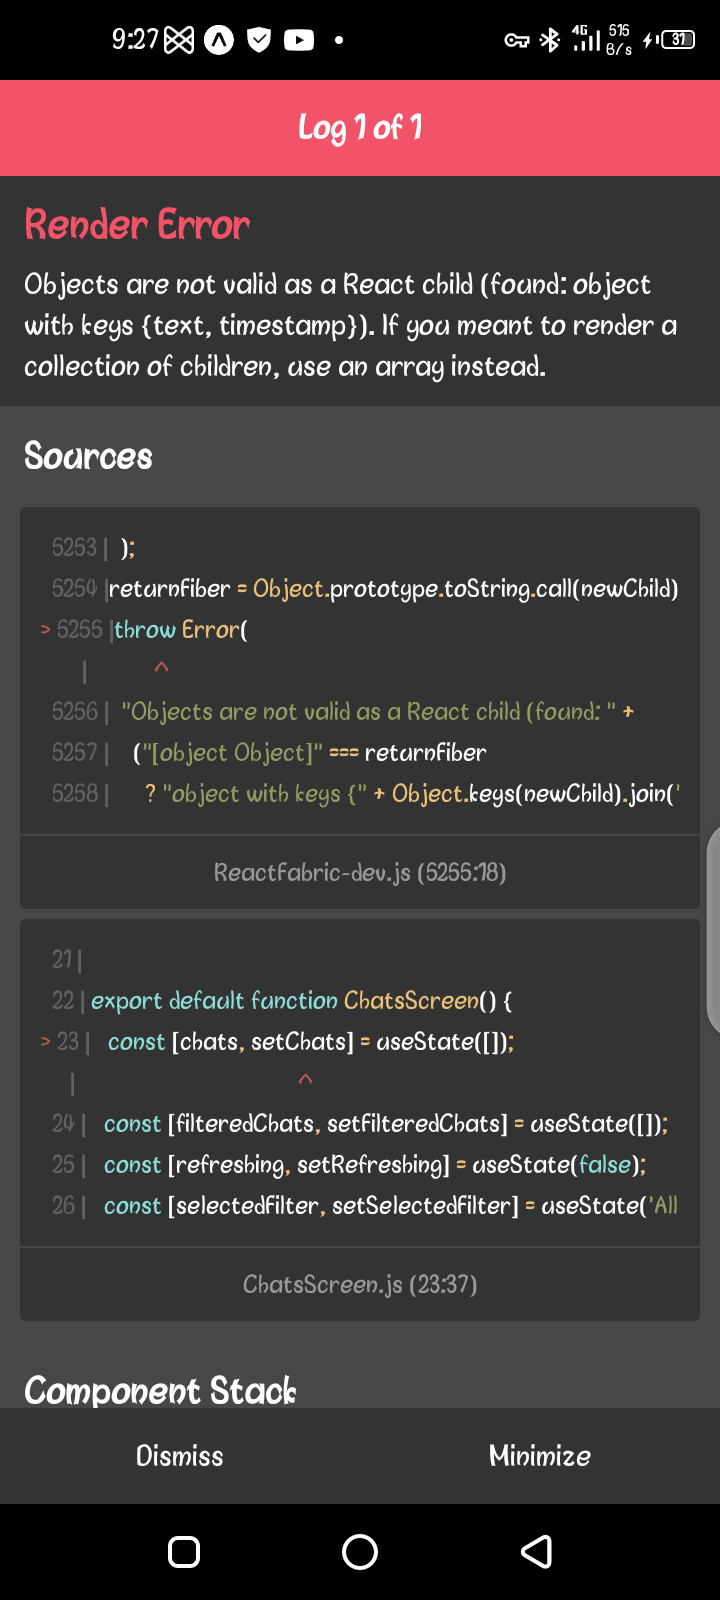 9:27
4G
516
B/s
37
Log 1 of 1
Render Error
Objects are not valid as a React child (found: object
with keys {text, timestamp}). If you meant to render a
collection of children, use an array instead.
Sources
5253 | );
5254 | returnFiber = Object.prototype.toString.call(newChild)
> 5255 | throw Error(
| ^
5256 | "Objects are not valid as a React child (found: " +
5257 | ("[object Object]" === returnFiber
5258 | ? "object with keys {" + Object.keys(newChild).join('
ReactFabric-dev.js (5255:18)
21 |
22 | export default function ChatsScreen() {
> 23 | const [chats, setChats] = useState([]);
| ^
24 | const [filteredChats, setFilteredChats] = useState([]);
25 | const [refreshing, setRefreshing] = useState(false);
26 | const [selectedFilter, setSelectedFilter] = useState('All
ChatsScreen.js (23:37)
Component Stack
Dismiss
Minimize